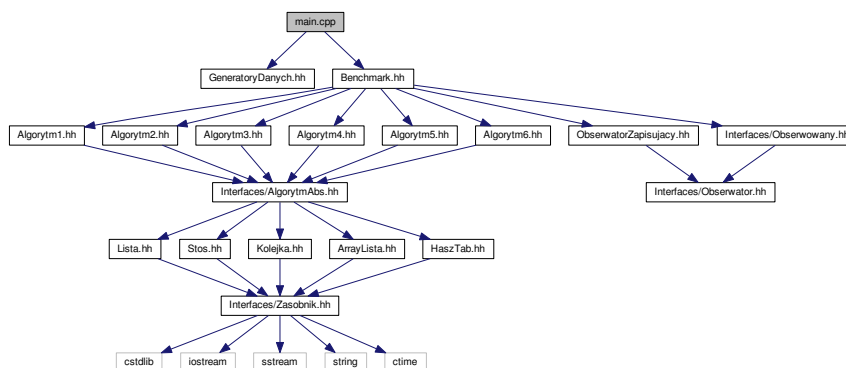 main.cpp
GeneratoryDanych.hh
Benchmark.hh
Algorytm1.hh
Algorytm2.hh
Algorytm3.hh
Algorytm4.hh
Algorytm5.hh
Algorytm6.hh
ObserwatorZapisujacy.hh
Interfaces/Obserwowany.hh
Interfaces/AlgorytmAbs.hh
Interfaces/Obserwator.hh
Lista.hh
Stos.hh
Kolejka.hh
ArrayLista.hh
HaszTab.hh
Interfaces/Zasobnik.hh
cstdlib
iostream
sstream
string
ctime